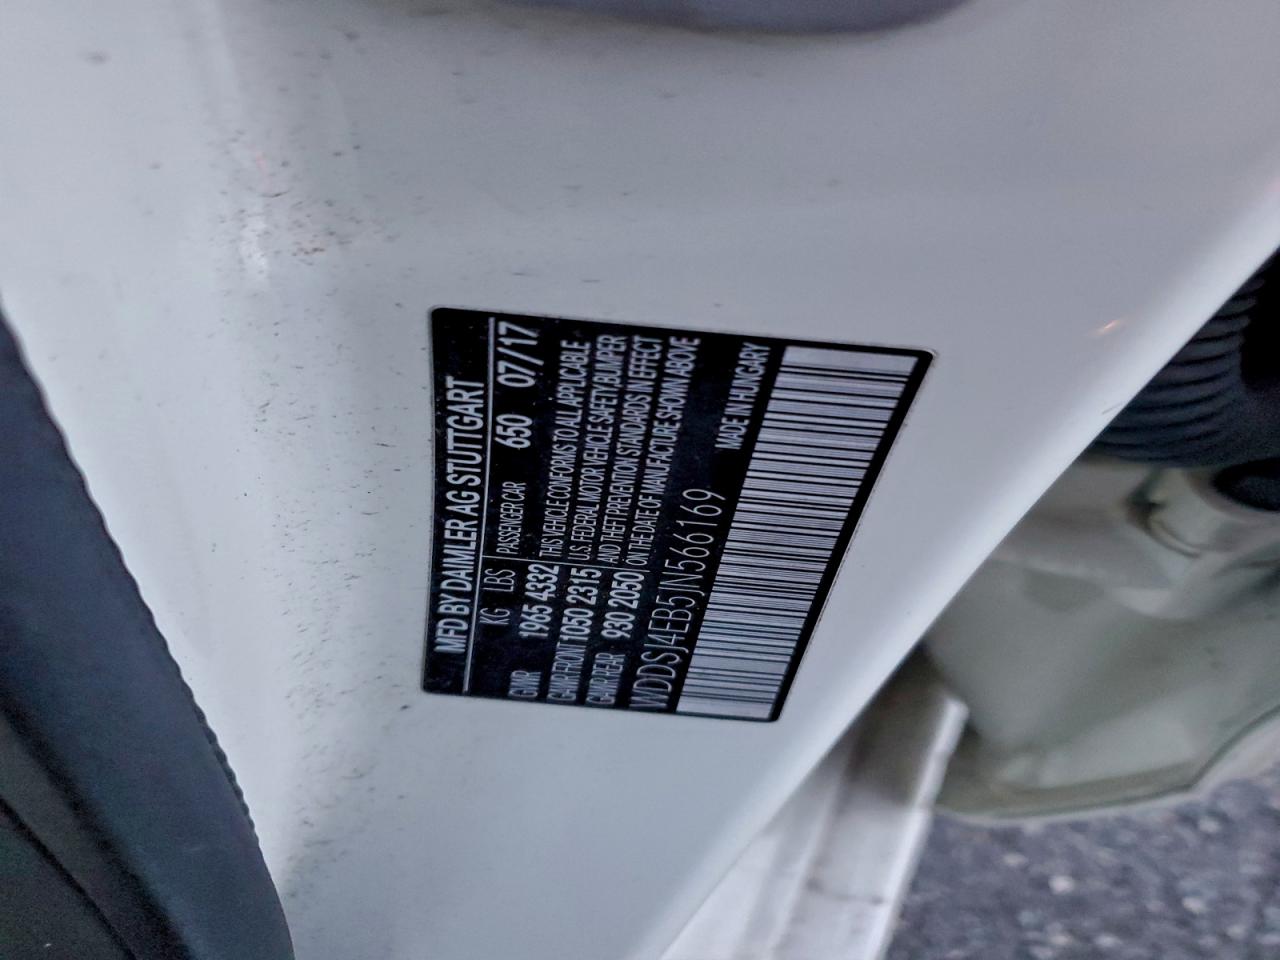 MFD BY DAIMLER AG STUTTGART
KG LBS PASSENGER CAR 650 07/17
GVWR 1965 4332 THIS VEHICLE CONFORMS TO ALL APPLICABLE
GAWR FRONT 1050 2315 U.S. FEDERAL MOTOR VEHICLE SAFETY, BUMPER
GAWR REAR 930 2050 AND THEFT PREVENTION STANDARDS IN EFFECT
ON THE DATE OF MANUFACTURE SHOWN ABOVE
WDDSJ4EB5JN566169 MADE IN HUNGARY